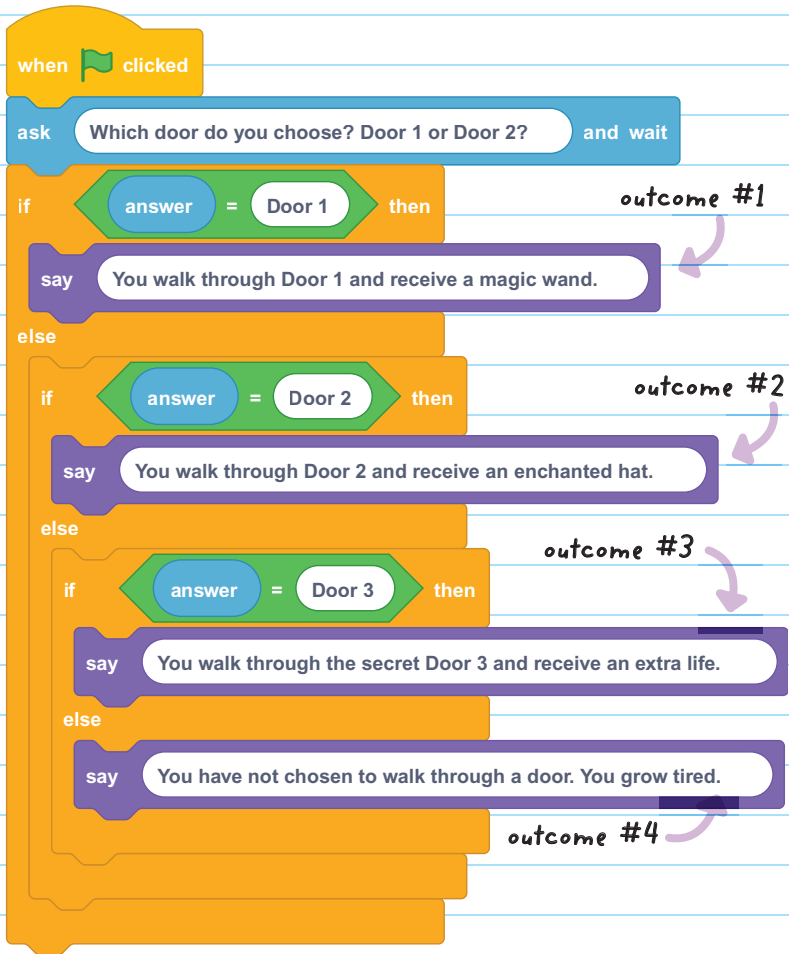 when clicked
ask Which door do you choose? Door 1 or Door 2? and wait
if answer = Door 1 then
outcome #1
say You walk through Door 1 and receive a magic wand.
else
if answer = Door 2 then
outcome #2
say You walk through Door 2 and receive an enchanted hat.
else
outcome #3
if answer = Door 3 then
say You walk through the secret Door 3 and receive an extra life.
else
say You have not chosen to walk through a door. You grow tired.
outcome #4